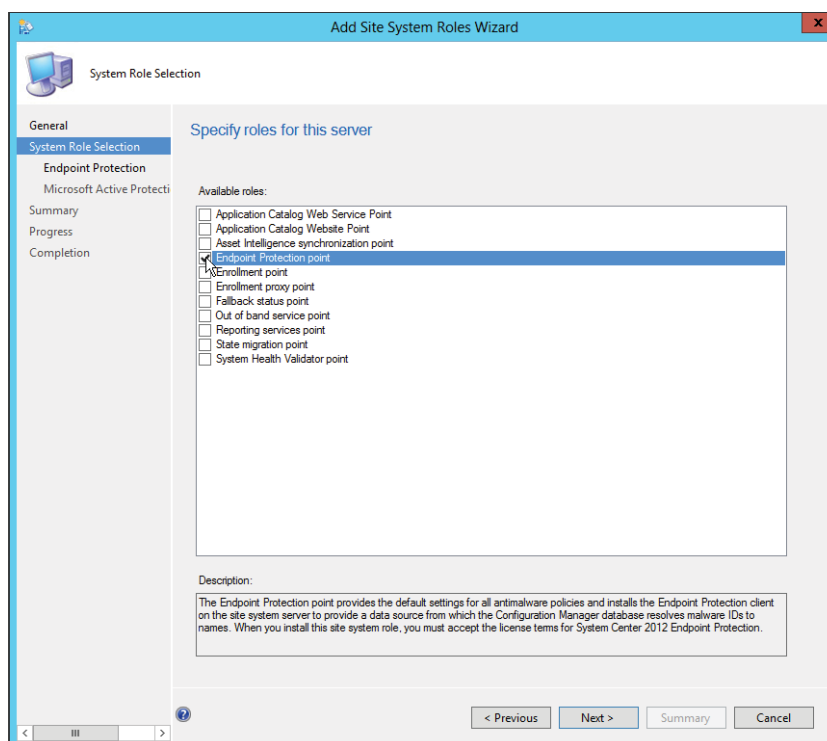 Add Site System Roles Wizard
x
System Role Selection
General
System Role Selection
Endpoint Protection
Microsoft Active Protecti
Summary
Progress
Completion
Specify roles for this server
Available roles:
Application Catalog Web Service Point
Application Catalog Website Point
Asset Intelligence synchronization point
Endpoint Protection point
Enrollment point
Enrollment proxy point
Fallback status point
Out of band service point
Reporting services point
State migration point
System Health Validator point
Description:
The Endpoint Protection point provides the default settings for all antimalware policies and installs the Endpoint Protection client
on the site system server to provide a data source from which the Configuration Manager database resolves malware IDs to
names. When you install this site system role, you must accept the license terms for System Center 2012 Endpoint Protection.
< Previous
Next >
Summary
Cancel